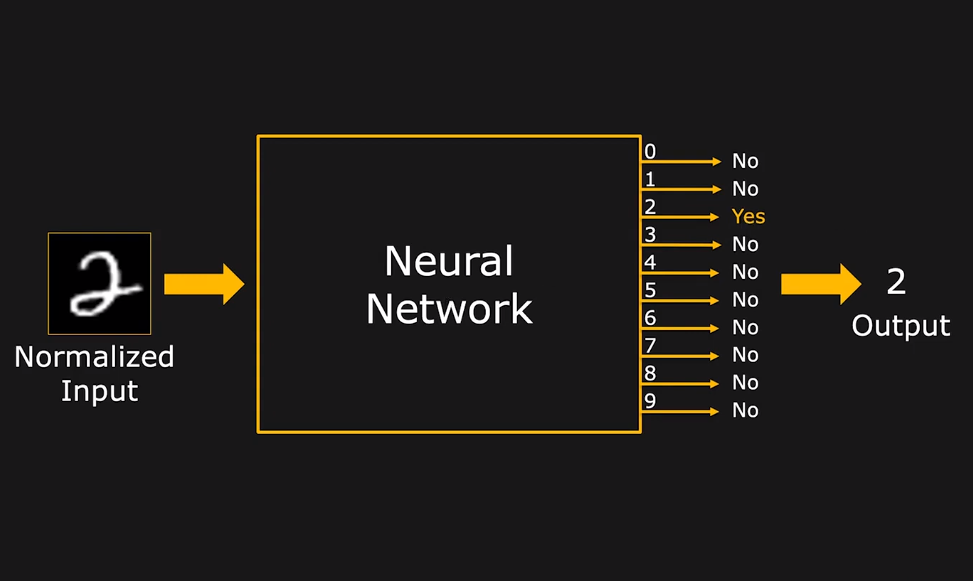 2
Normalized
Input
Neural
Network
0 No
1 No
2 Yes
3 No
4 No
5 No
6 No
7 No
8 No
9 No
2
Output